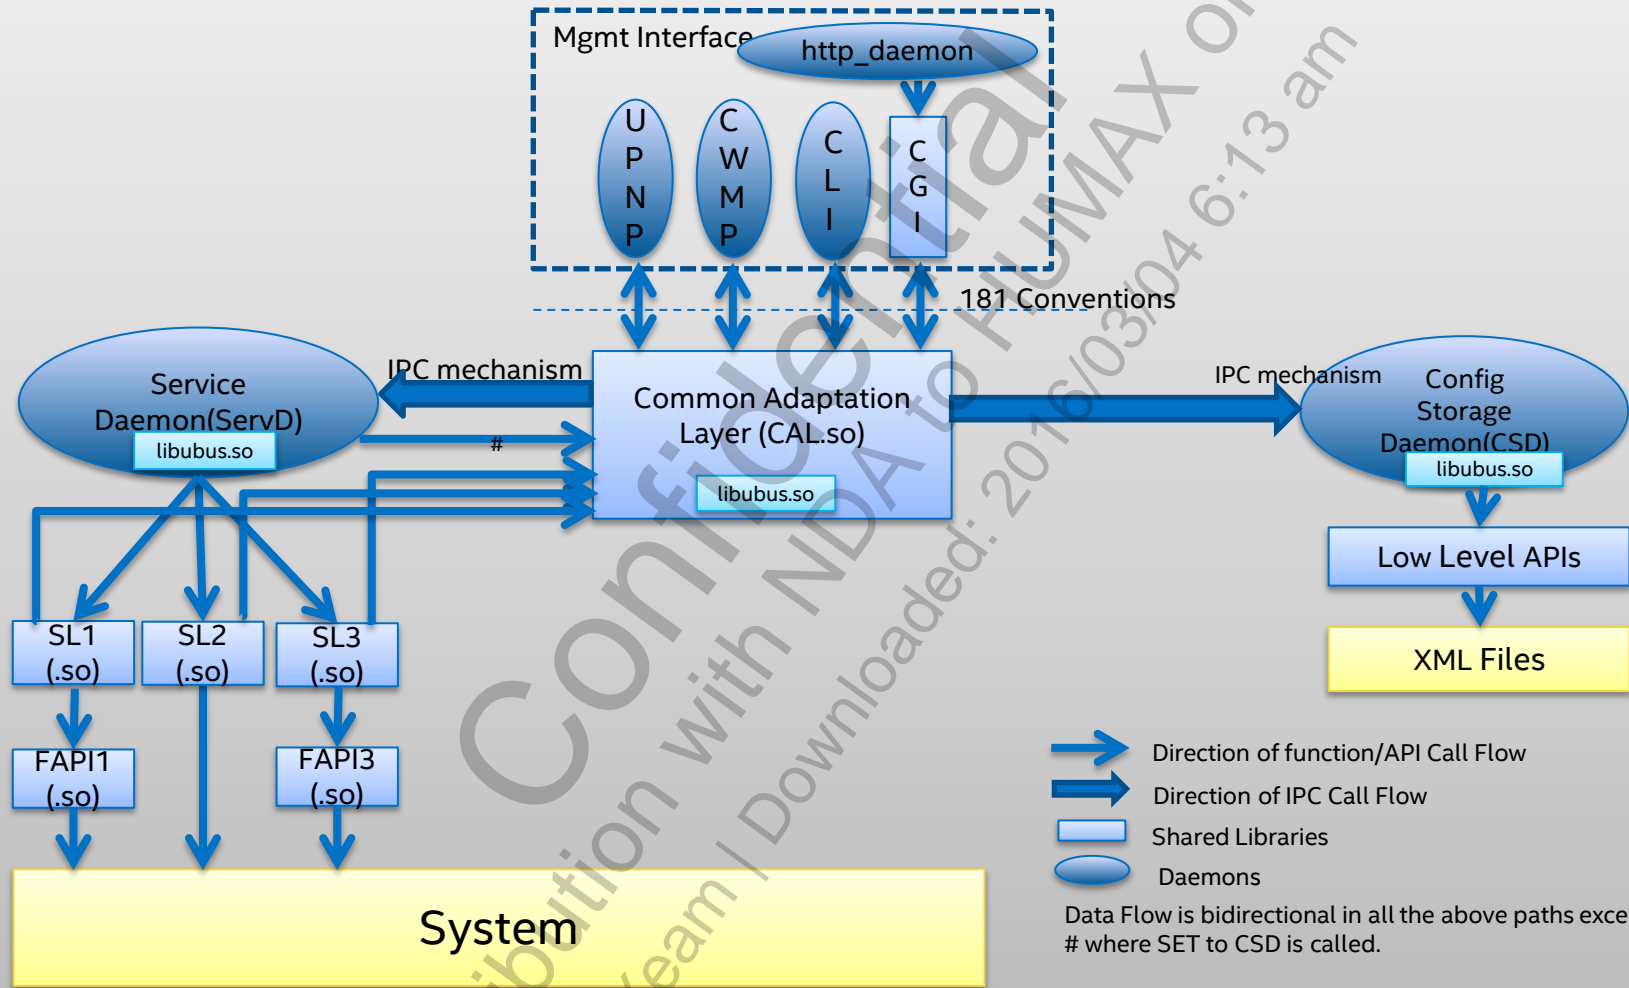 Mgmt Interface
http_daemon
U
P
N
P
C
W
M
P
C
L
I
C
G
I
181 Conventions
Service
Daemon(ServD)
libubus.so
IPC mechanism
#
Common Adaptation
Layer (CAL.so)
libubus.so
IPC mechanism
Config
Storage
Daemon(CSD)
libubus.so
Low Level APIs
XML Files
SL1
(.so)
SL2
(.so)
SL3
(.so)
FAPI1
(.so)
FAPI3
(.so)
System
Direction of function/API Call Flow
Direction of IPC Call Flow
Shared Libraries
Daemons
Data Flow is bidirectional in all the above paths exce
# where SET to CSD is called.
Confidential
with NDA to HUMAX
| Downloaded: 2016/03/04 6:13 am